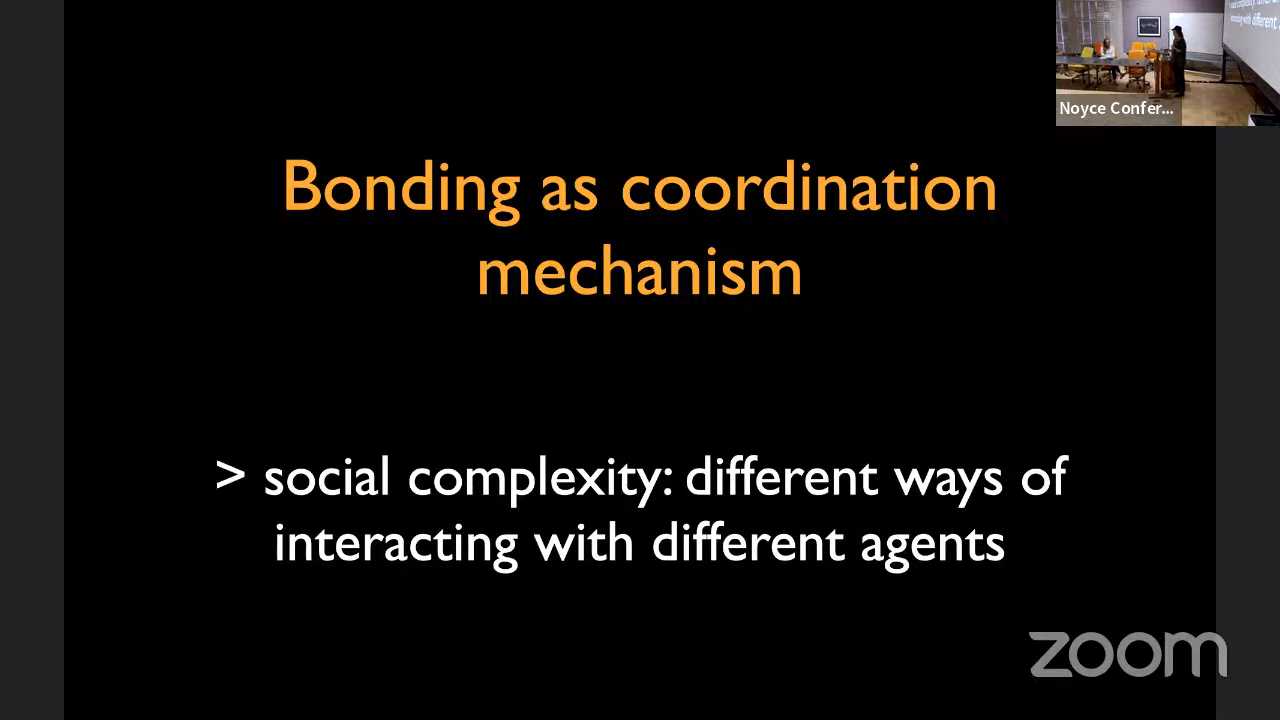 Bonding as coordination
mechanism
> social complexity: different ways of
interacting with different agents
Noyce Confer...
zoom